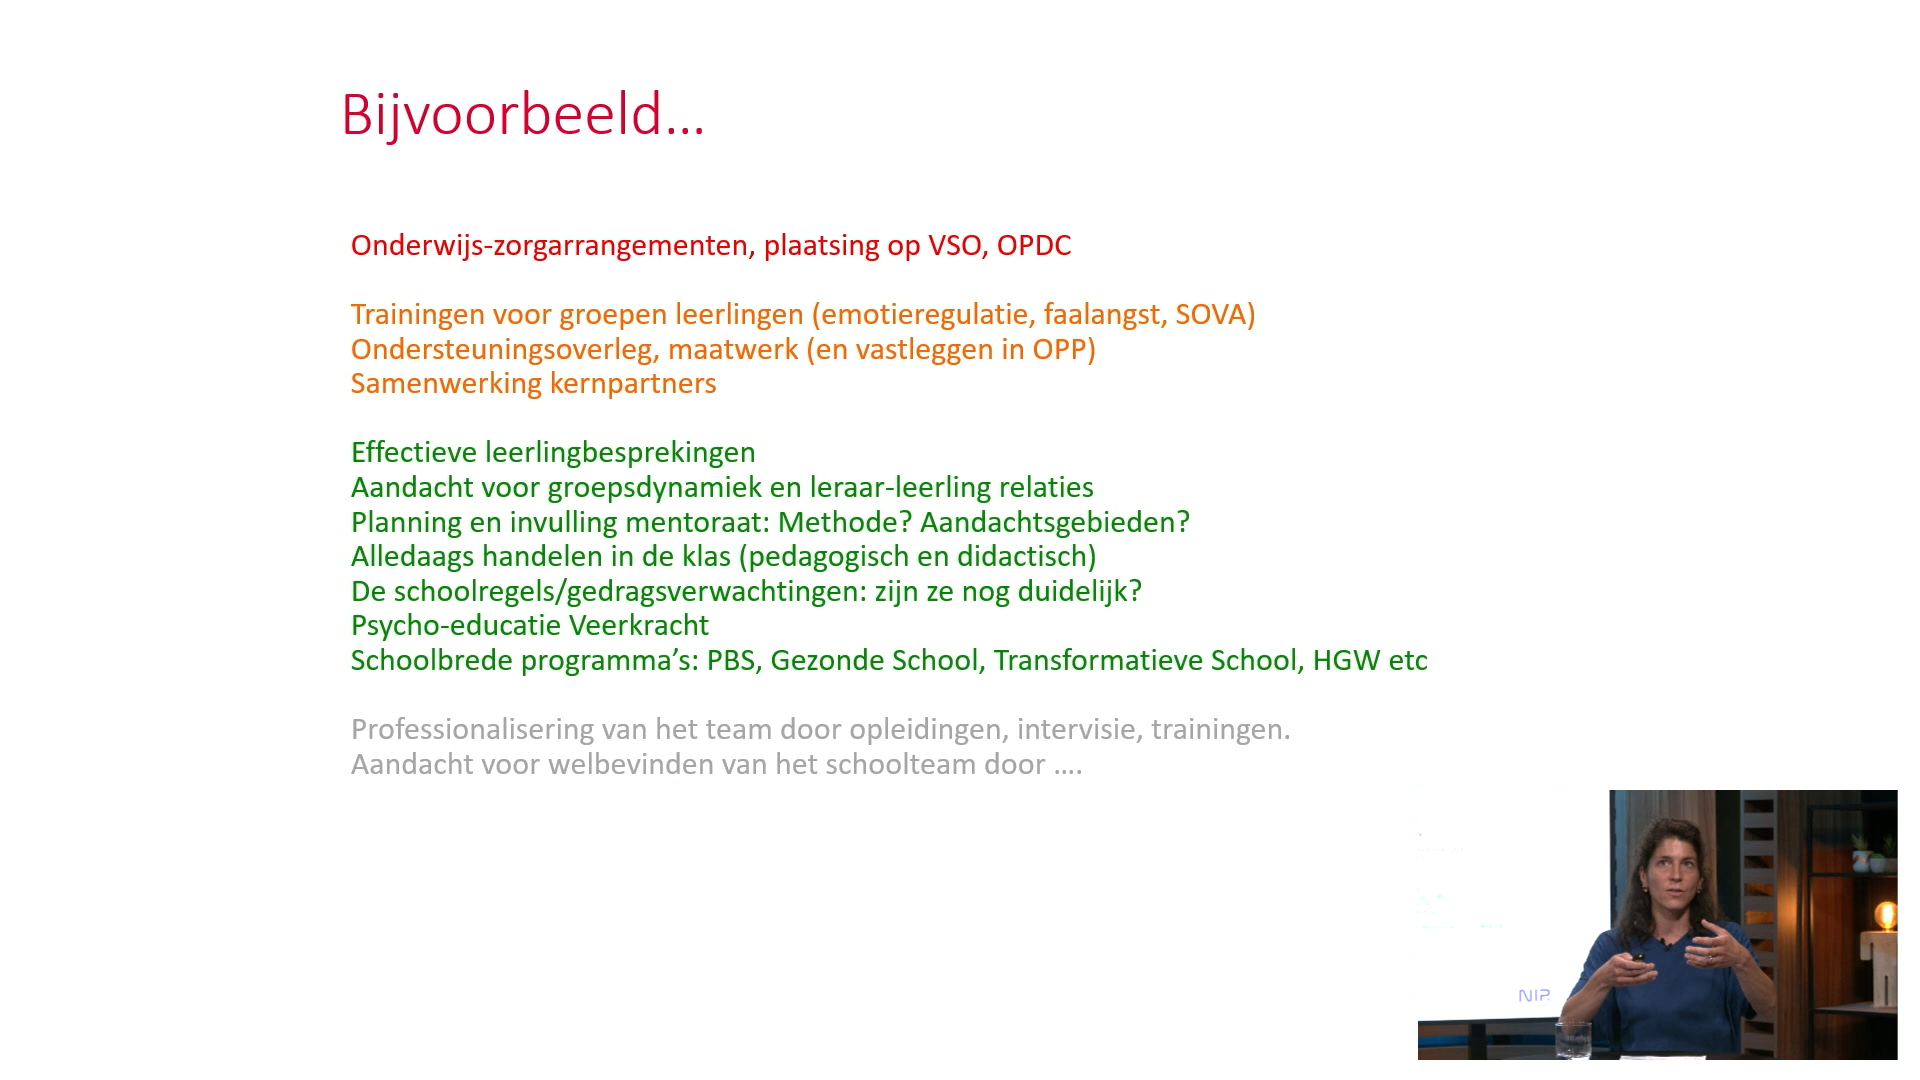 Bijvoorbeeld...
Onderwijs-zorgarrangementen, plaatsing op VSO, OPDC
Trainingen voor groepen leerlingen (emotieregulatie, faalangst, SOVA)
Ondersteuningsoverleg, maatwerk (en vastleggen in OPP)
Samenwerking kernpartners
Effectieve leerlingbesprekingen
Aandacht voor groepsdynamiek en leraar-leerling relaties
Planning en invulling mentoraat: Methode? Aandachtsgebieden?
Alledaags handelen in de klas (pedagogisch en didactisch)
De schoolregels/gedragsverwachtingen: zijn ze nog duidelijk?
Psycho-educatie Veerkracht
Schoolbrede programma’s: PBS, Gezonde School, Transformatieve School, HGW etc
Professionalisering van het team door opleidingen, intervisie, trainingen.
Aandacht voor welbevinden van het schoolteam door ....
NIP